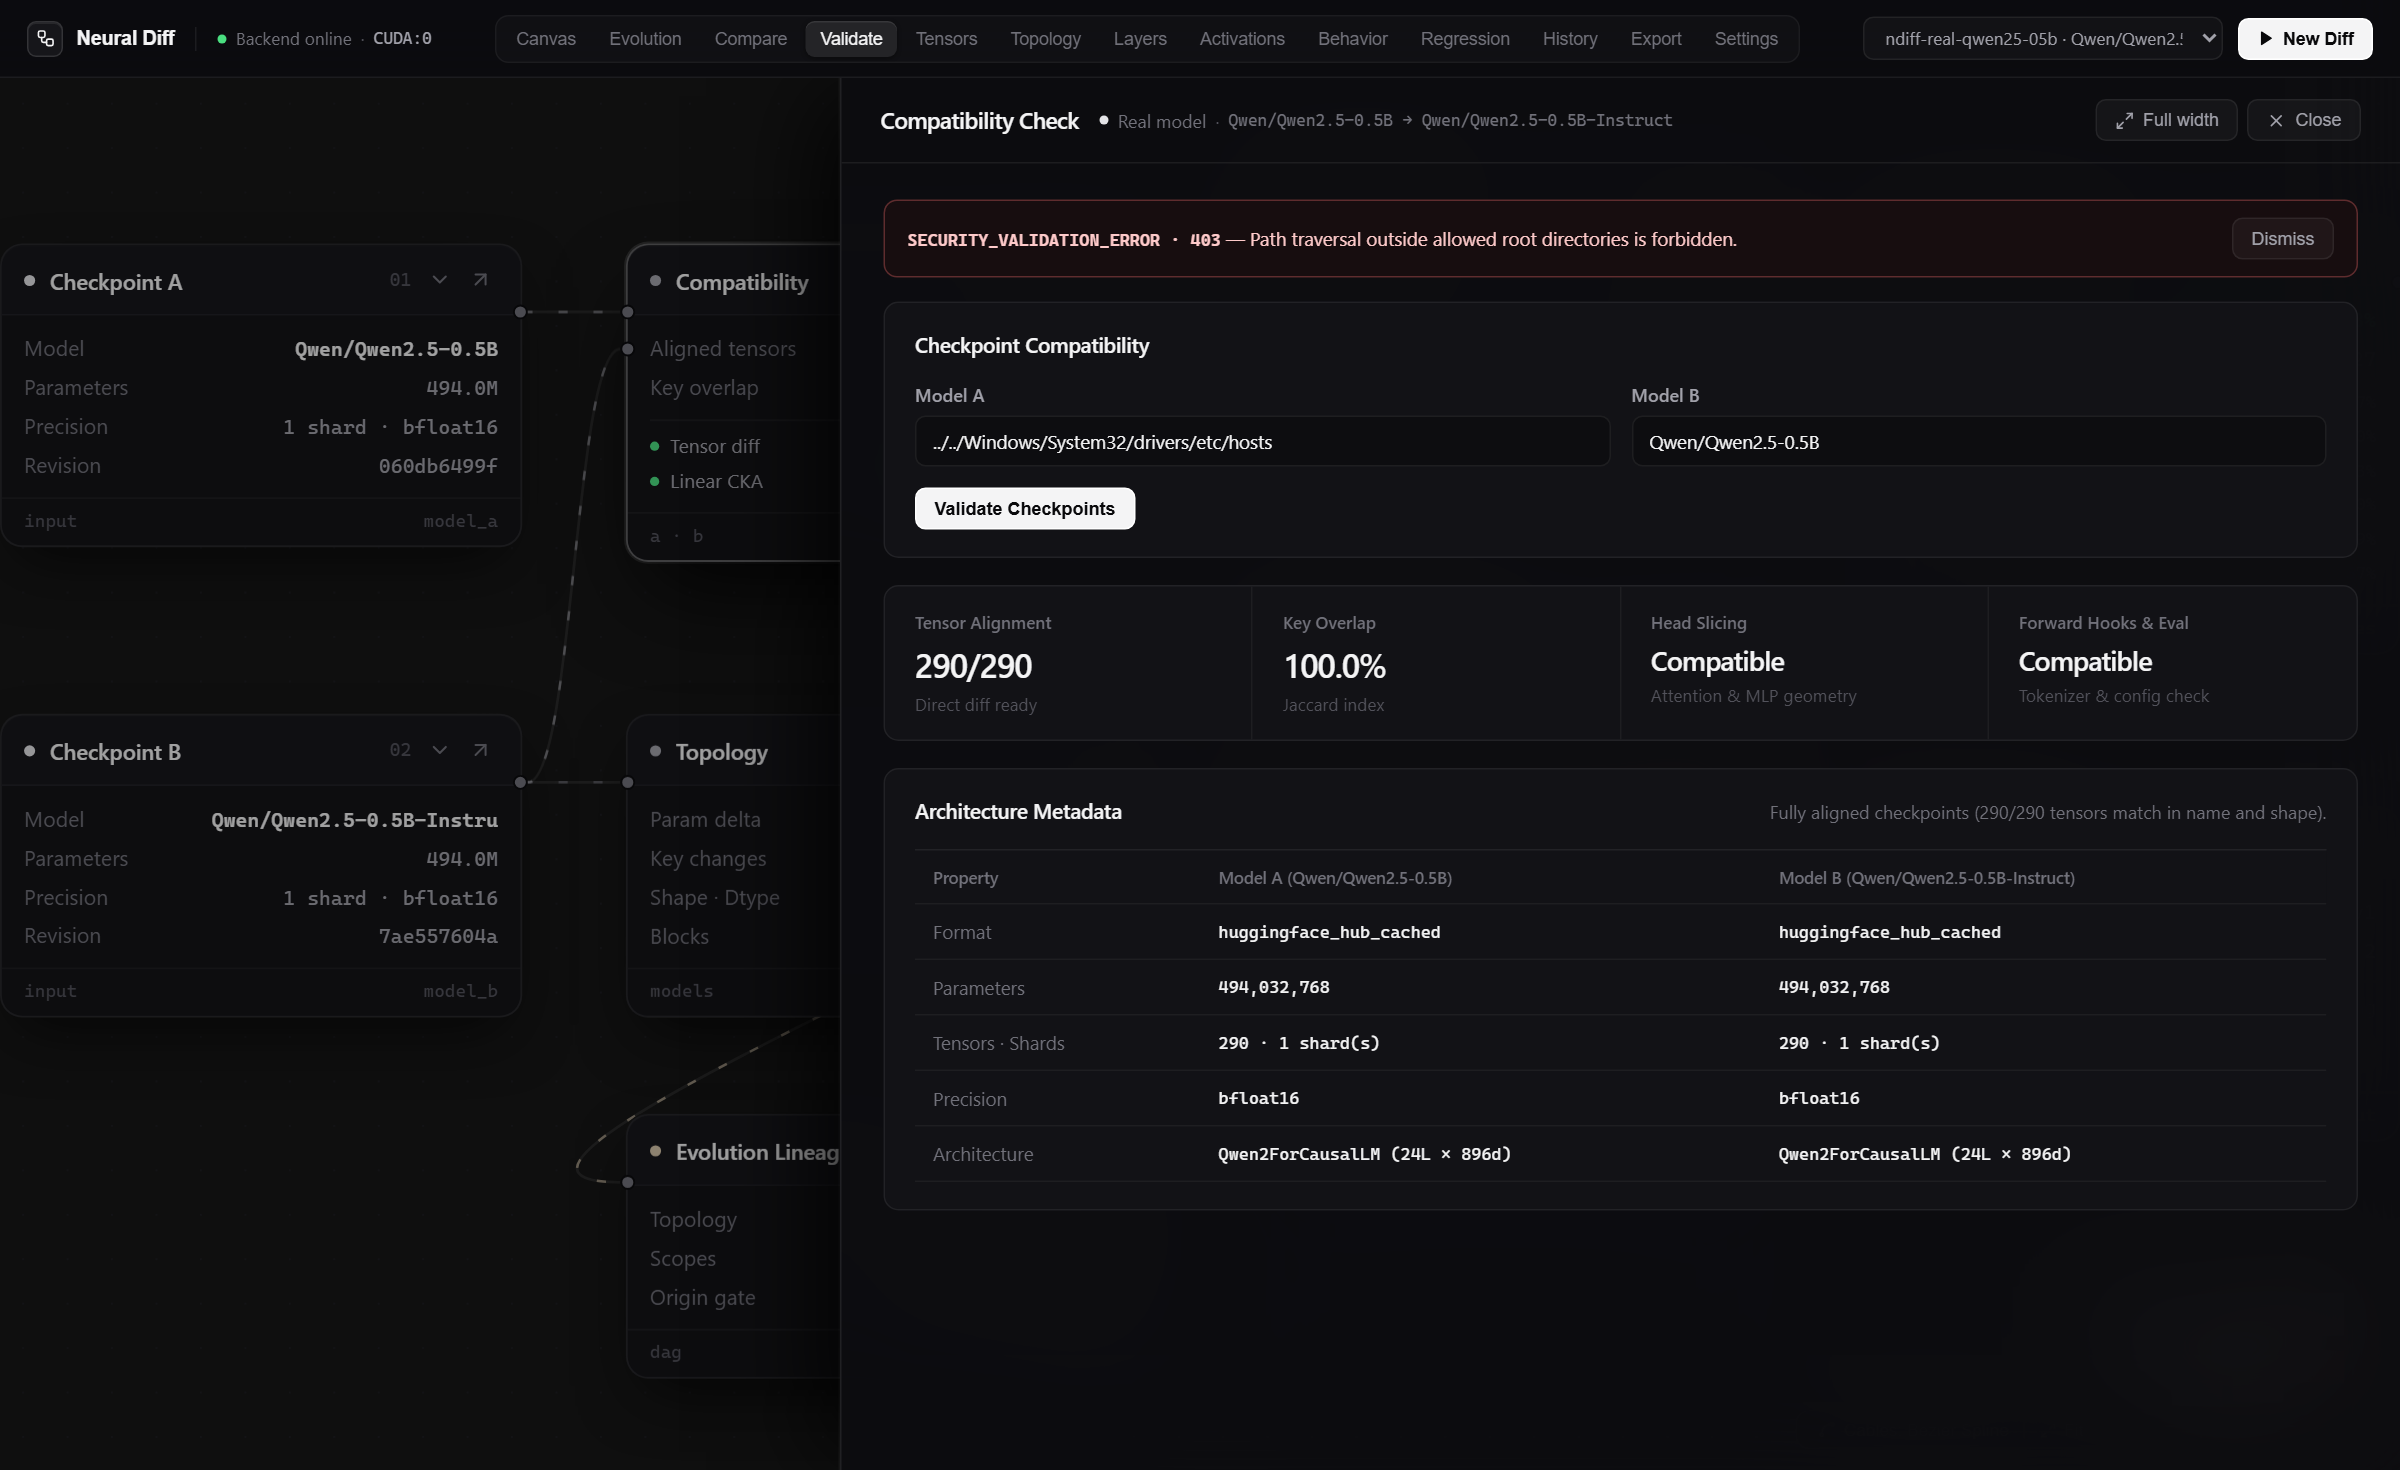 Neural Diff
Backend online · CUDA:0
Canvas Evolution Compare Validate Tensors Topology Layers Activations Behavior Regression History Export Settings
ndiff-real-qwen25-05b · Qwen/Qwen2.
New Diff
Compatibility Check
Real model · Qwen/Qwen2.5-0.5B → Qwen/Qwen2.5-0.5B-Instruct
Full width
Close
SECURITY_VALIDATION_ERROR · 403 — Path traversal outside allowed root directories is forbidden.
Dismiss
Checkpoint A 01
Model Qwen/Qwen2.5-0.5B
Parameters 494.0M
Precision 1 shard · bfloat16
Revision 060db6499f
input model_a
Compatibility
Aligned tensors
Key overlap
Tensor diff
Linear CKA
a · b
Checkpoint B 02
Model Qwen/Qwen2.5-0.5B-Instru
Parameters 494.0M
Precision 1 shard · bfloat16
Revision 7ae557604a
input model_b
Topology
Param delta
Key changes
Shape · Dtype
Blocks
models
Evolution Lineag
Topology
Scopes
Origin gate
dag
Checkpoint Compatibility
Model A
../../Windows/System32/drivers/etc/hosts
Model B
Qwen/Qwen2.5-0.5B
Validate Checkpoints
Tensor Alignment
290/290
Direct diff ready
Key Overlap
100.0%
Jaccard index
Head Slicing
Compatible
Attention & MLP geometry
Forward Hooks & Eval
Compatible
Tokenizer & config check
Architecture Metadata
Fully aligned checkpoints (290/290 tensors match in name and shape).
Property Model A (Qwen/Qwen2.5-0.5B) Model B (Qwen/Qwen2.5-0.5B-Instruct)
Format huggingface_hub_cached huggingface_hub_cached
Parameters 494,032,768 494,032,768
Tensors · Shards 290 · 1 shard(s) 290 · 1 shard(s)
Precision bfloat16 bfloat16
Architecture Qwen2ForCausalLM (24L × 896d) Qwen2ForCausalLM (24L × 896d)